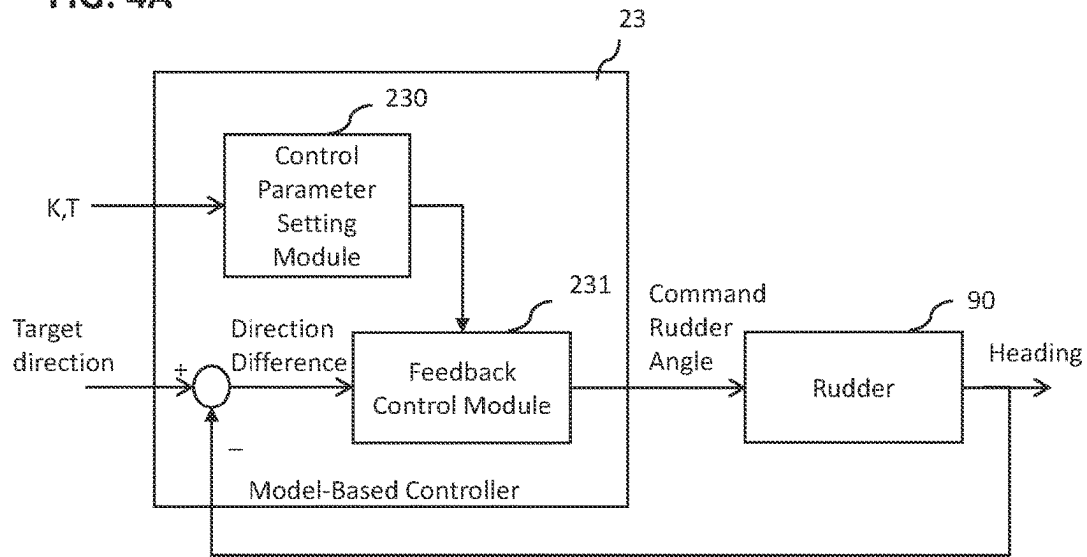 FIG. 4A
23
230
Control
Parameter
Setting
Module
K,T
231
Command
Rudder
Angle
90
Target
direction
Direction
Difference
+
Feedback
Control Module
Rudder
Heading
−
Model-Based Controller